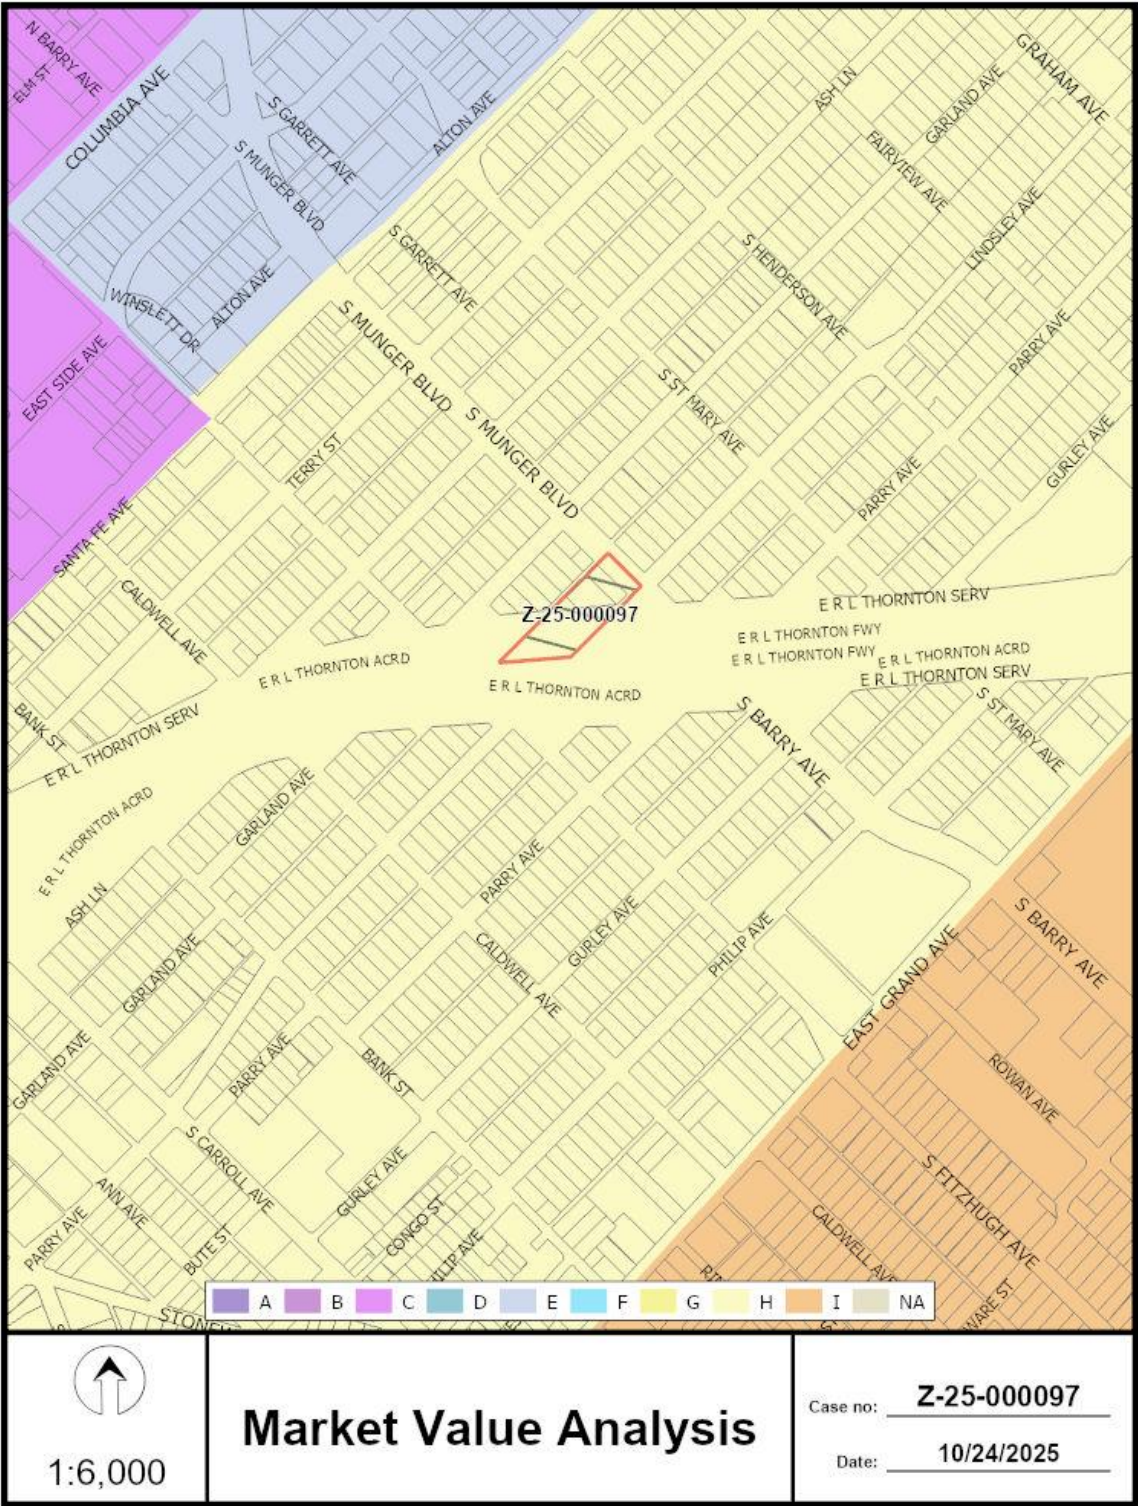 N BARRY AVE
ELM ST
COLUMBIA AVE
S GARRETT AVE
ALTON AVE
S MUNGER BLVD
ASH LN
GARLAND AVE
GRAHAM AVE
FAIRVIEW AVE
LINDSLEY AVE
S GARRETT AVE
S HENDERSON AVE
WINSLETT DR
ALTON AVE
EAST SIDE AVE
S MUNGER BLVD
PARRY AVE
S ST MARY AVE
S MUNGER BLVD
TERRY ST
GURLEY AVE
PARRY AVE
SANTA FE AVE
CALDWELL AVE
Z-25-000097
E R L THORNTON SERV
E R L THORNTON FWY
E R L THORNTON FWY
E R L THORNTON ACRD
E R L THORNTON SERV
E R L THORNTON ACRD
E R L THORNTON ACRD
S ST MARY AVE
S BARRY AVE
BANK ST
E R L THORNTON SERV
E R L THORNTON ACRD
GARLAND AVE
PARRY AVE
ASH LN
GURLEY AVE
PHILIP AVE
S BARRY AVE
GARLAND AVE
CALDWELL AVE
EAST GRAND AVE
GARLAND AVE
PARRY AVE
BANK ST
ROWAN AVE
S CARROLL AVE
GURLEY AVE
S FITZHUGH AVE
ANN AVE
PARRY AVE
BUTE ST
CONGO ST
CALDWELL AVE
A B C D E F G H I NA
1:6,000
Market Value Analysis
Case no: Z-25-000097
Date: 10/24/2025